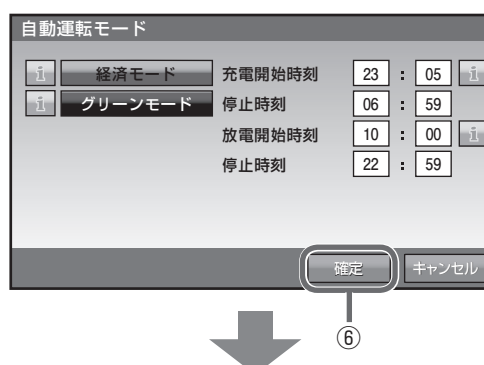 自動運転モード
i 経済モード 充電開始時刻 23 : 05 i
i グリーンモード 停止時刻 06 : 59
放電開始時刻 10 : 00 i
停止時刻 22 : 59
確定 キャンセル
⑥